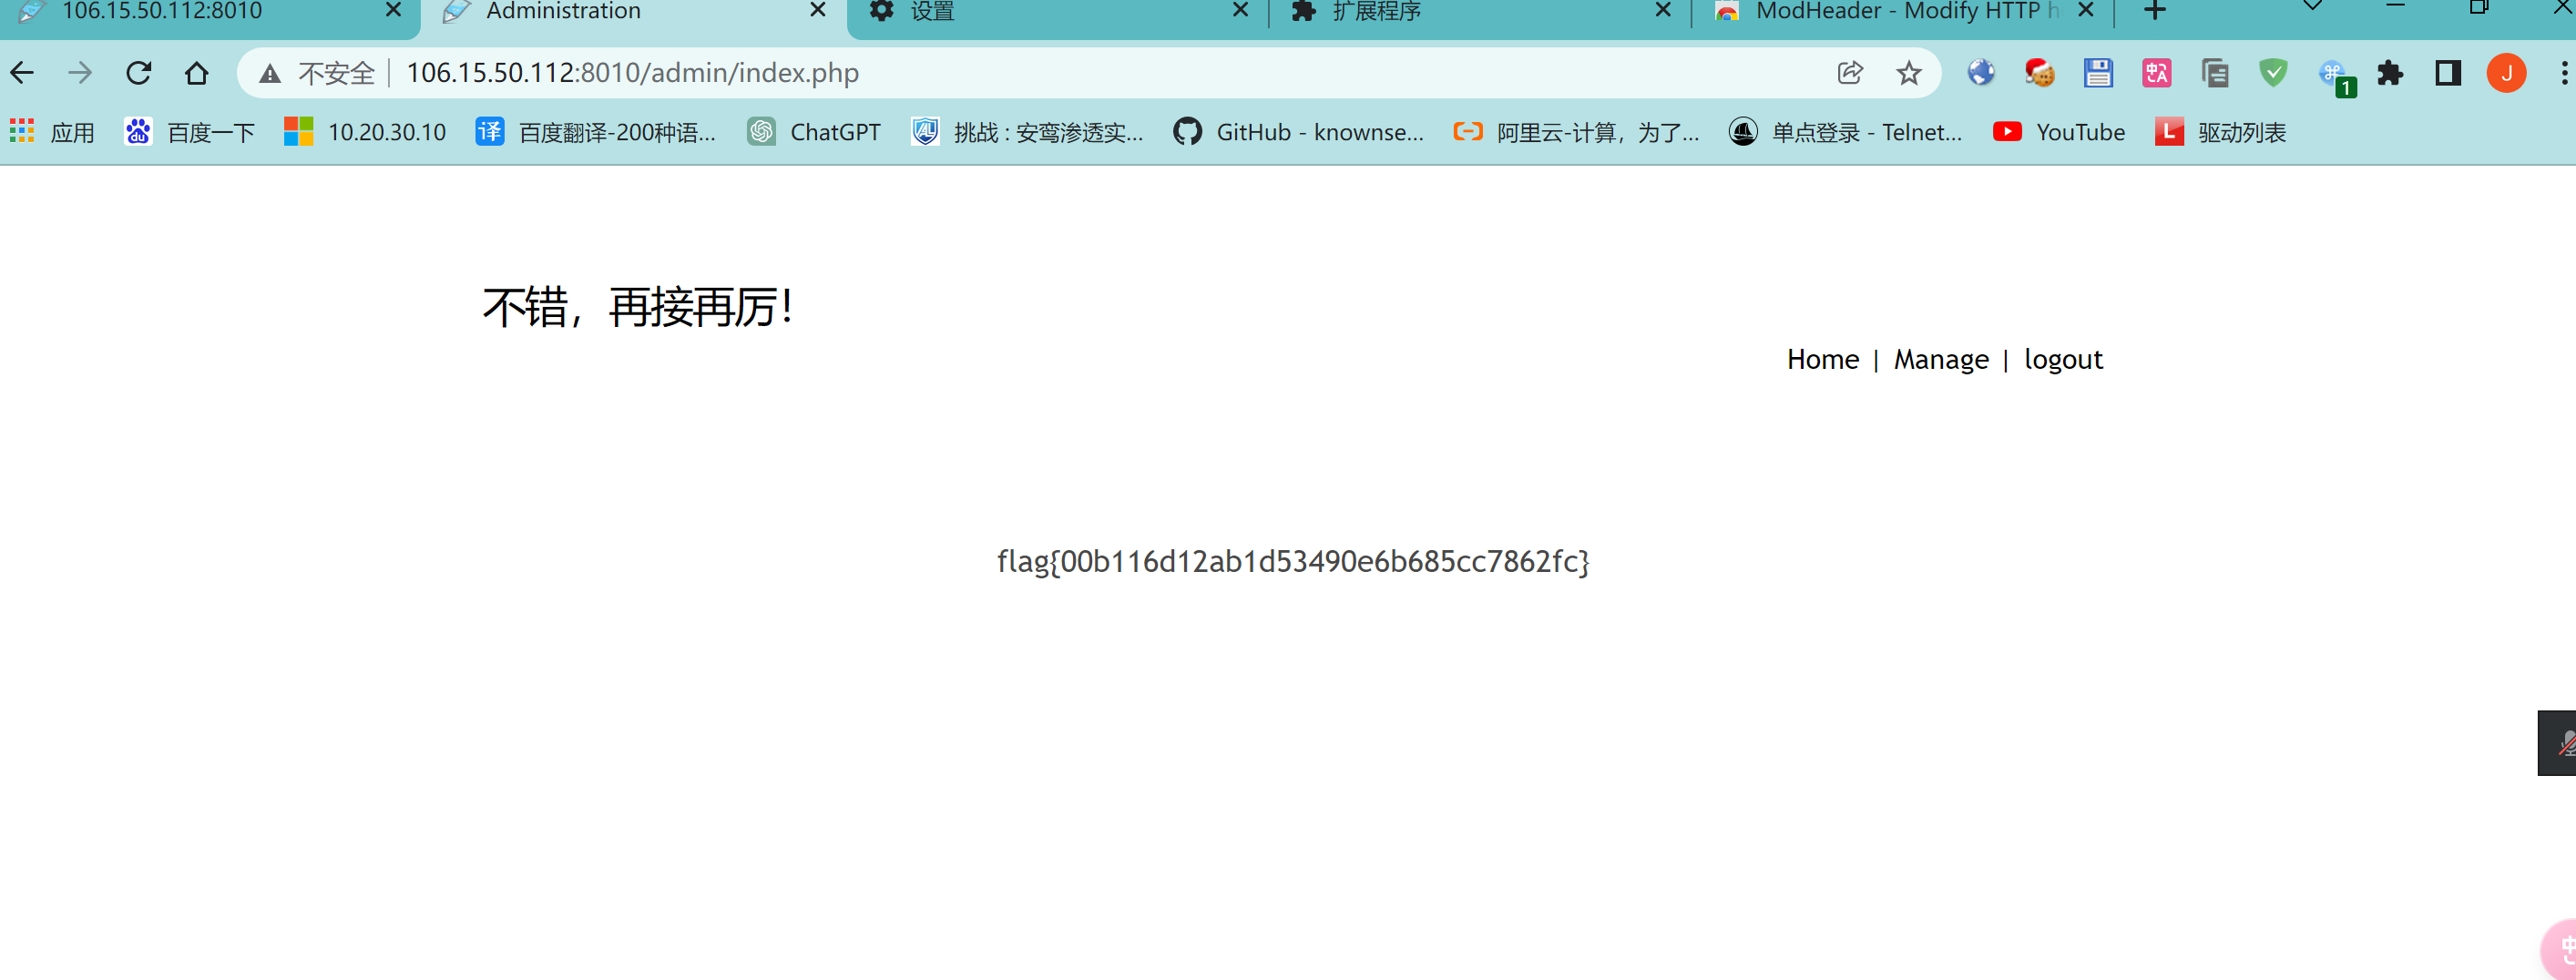 106.15.50.112:8010
Administration
设置
扩展程序
ModHeader - Modify HTTP h
不安全
106.15.50.112:8010/admin/index.php
1
J
应用
百度一下
10.20.30.10
译
百度翻译-200种语...
ChatGPT
挑战 : 安鸾渗透实...
GitHub - knownse...
阿里云-计算，为了...
单点登录 - Telnet...
YouTube
L
驱动列表
不错，再接再厉！
Home | Manage | logout
flag{00b116d12ab1d53490e6b685cc7862fc}
中